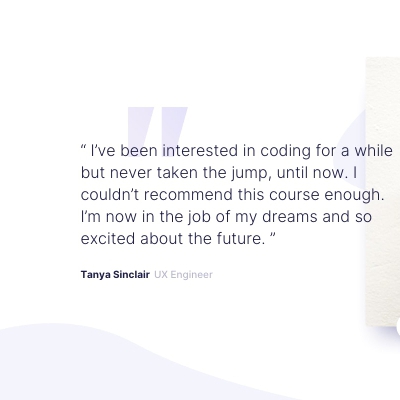 “ I’ve been interested in coding for a while
but never taken the jump, until now. I
couldn’t recommend this course enough.
I’m now in the job of my dreams and so
excited about the future. ”
Tanya Sinclair UX Engineer